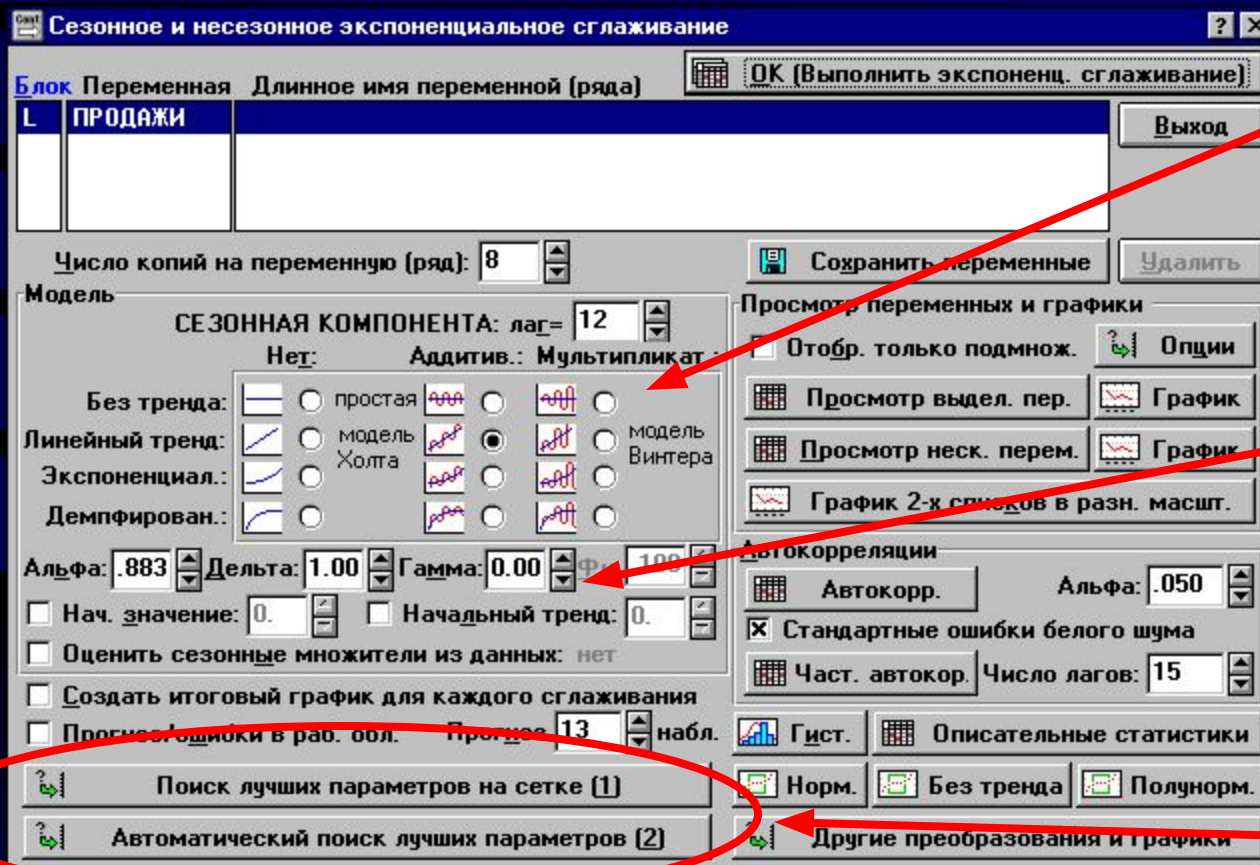 Сезонное и несезонное экспоненциальное сглаживание
Блок Переменная Длинное имя переменной (ряда)
OK (Выполнить экспоненц. сглаживание)
L ПРОДАЖИ
Выход
Число копий на переменную (ряд): 8
Сохранить переменные
Удалить
Модель
СЕЗОННАЯ КОМПОНЕНТА: лаг= 12
Нет: Аддитив.: Мультипликат.:
Без тренда: простая
Линейный тренд: модель Холта модель Винтера
Экспоненциал.:
Демпфирован.:
Альфа: .883 Дельта: 1.00 Гамма: 0.00 .100
Нач. значение: 0. Начальный тренд: 0.
Оценить сезонные множители из данных: нет
Создать итоговый график для каждого сглаживания
Прогноз/ошибки в раб. обл. Прогноз 13 набл.
Поиск лучших параметров на сетке (1)
Автоматический поиск лучших параметров (2)
Просмотр переменных и графики
Отобр. только подмнож. Опции
Просмотр выдел. пер. График
Просмотр неск. перем. График
График 2-х списков в разн. масшт.
Автокорреляции
Автокорр. Альфа: .050
Стандартные ошибки белого шума
Част. автокор. Число лагов: 15
Гист. Описательные статистики
Норм. Без тренда Полунорм.
Другие преобразования и графики